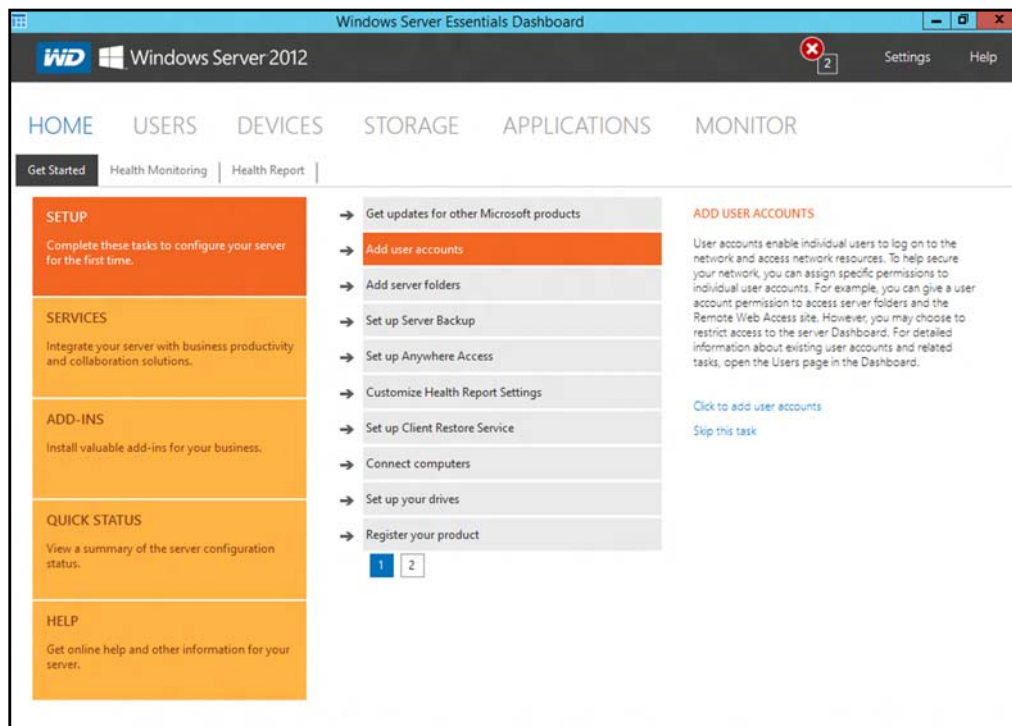 Windows Server Essentials Dashboard
WD Windows Server 2012
2
Settings
Help
HOME
USERS
DEVICES
STORAGE
APPLICATIONS
MONITOR
Get Started
Health Monitoring
Health Report
SETUP
Complete these tasks to configure your server
for the first time.
SERVICES
Integrate your server with business productivity
and collaboration solutions.
ADD-INS
Install valuable add-ins for your business.
QUICK STATUS
View a summary of the server configuration
status.
HELP
Get online help and other information for your
server.
Get updates for other Microsoft products
Add user accounts
Add server folders
Set up Server Backup
Set up Anywhere Access
Customize Health Report Settings
Set up Client Restore Service
Connect computers
Set up your drives
Register your product
1 2
ADD USER ACCOUNTS
User accounts enable individual users to log on to the
network and access network resources. To help secure
your network, you can assign specific permissions to
individual user accounts. For example, you can give a user
account permission to access server folders and the
Remote Web Access site. However, you may choose to
restrict access to the server Dashboard. For detailed
information about existing user accounts and related
tasks, open the Users page in the Dashboard.
Click to add user accounts
Skip this task